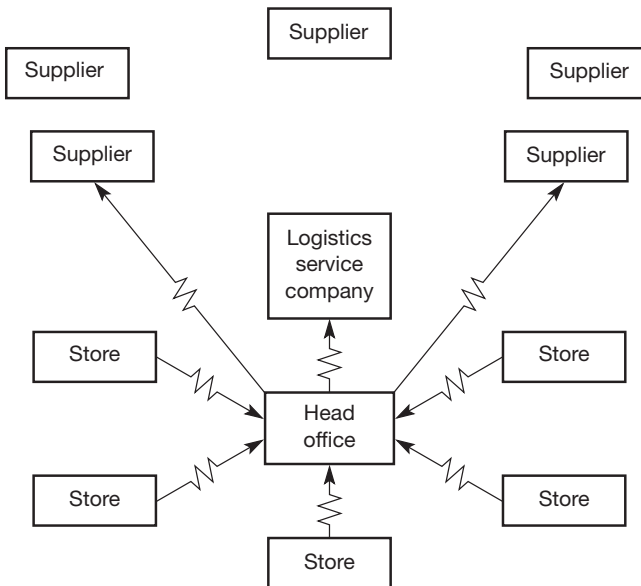 Supplier
Supplier
Supplier
Supplier
Supplier
Logistics
service
company
Store
Store
Head
office
Store
Store
Store